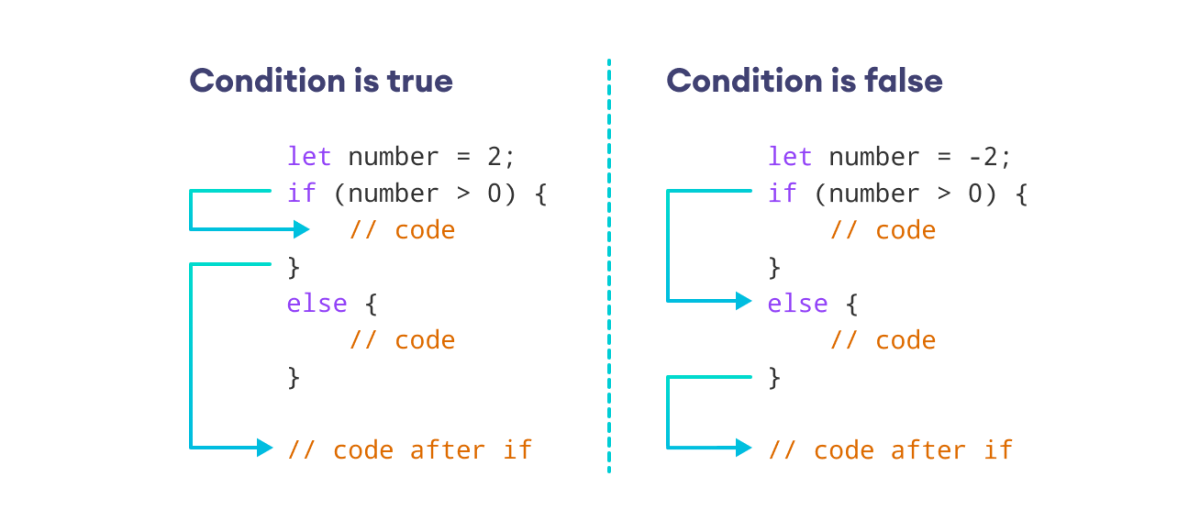 Condition is true
let number = 2;
if (number > 0) {
// code
}
else {
// code
}
// code after if
Condition is false
let number = -2;
if (number > 0) {
// code
}
else {
// code
}
// code after if